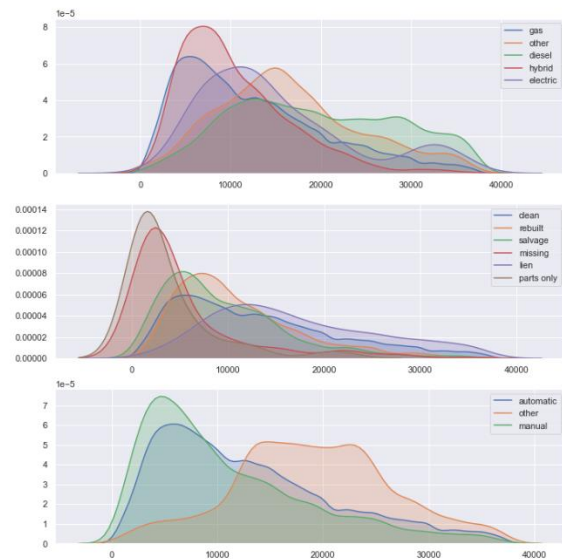 1e−5
8
6
4
2
0
gas
other
diesel
hybrid
electric
0 10000 20000 30000 40000
0.00014
0.00012
0.00010
0.00008
0.00006
0.00004
0.00002
0.00000
clean
rebuilt
salvage
missing
lien
parts only
0 10000 20000 30000 40000
1e−5
7
6
5
4
3
2
1
0
automatic
other
manual
0 10000 20000 30000 40000